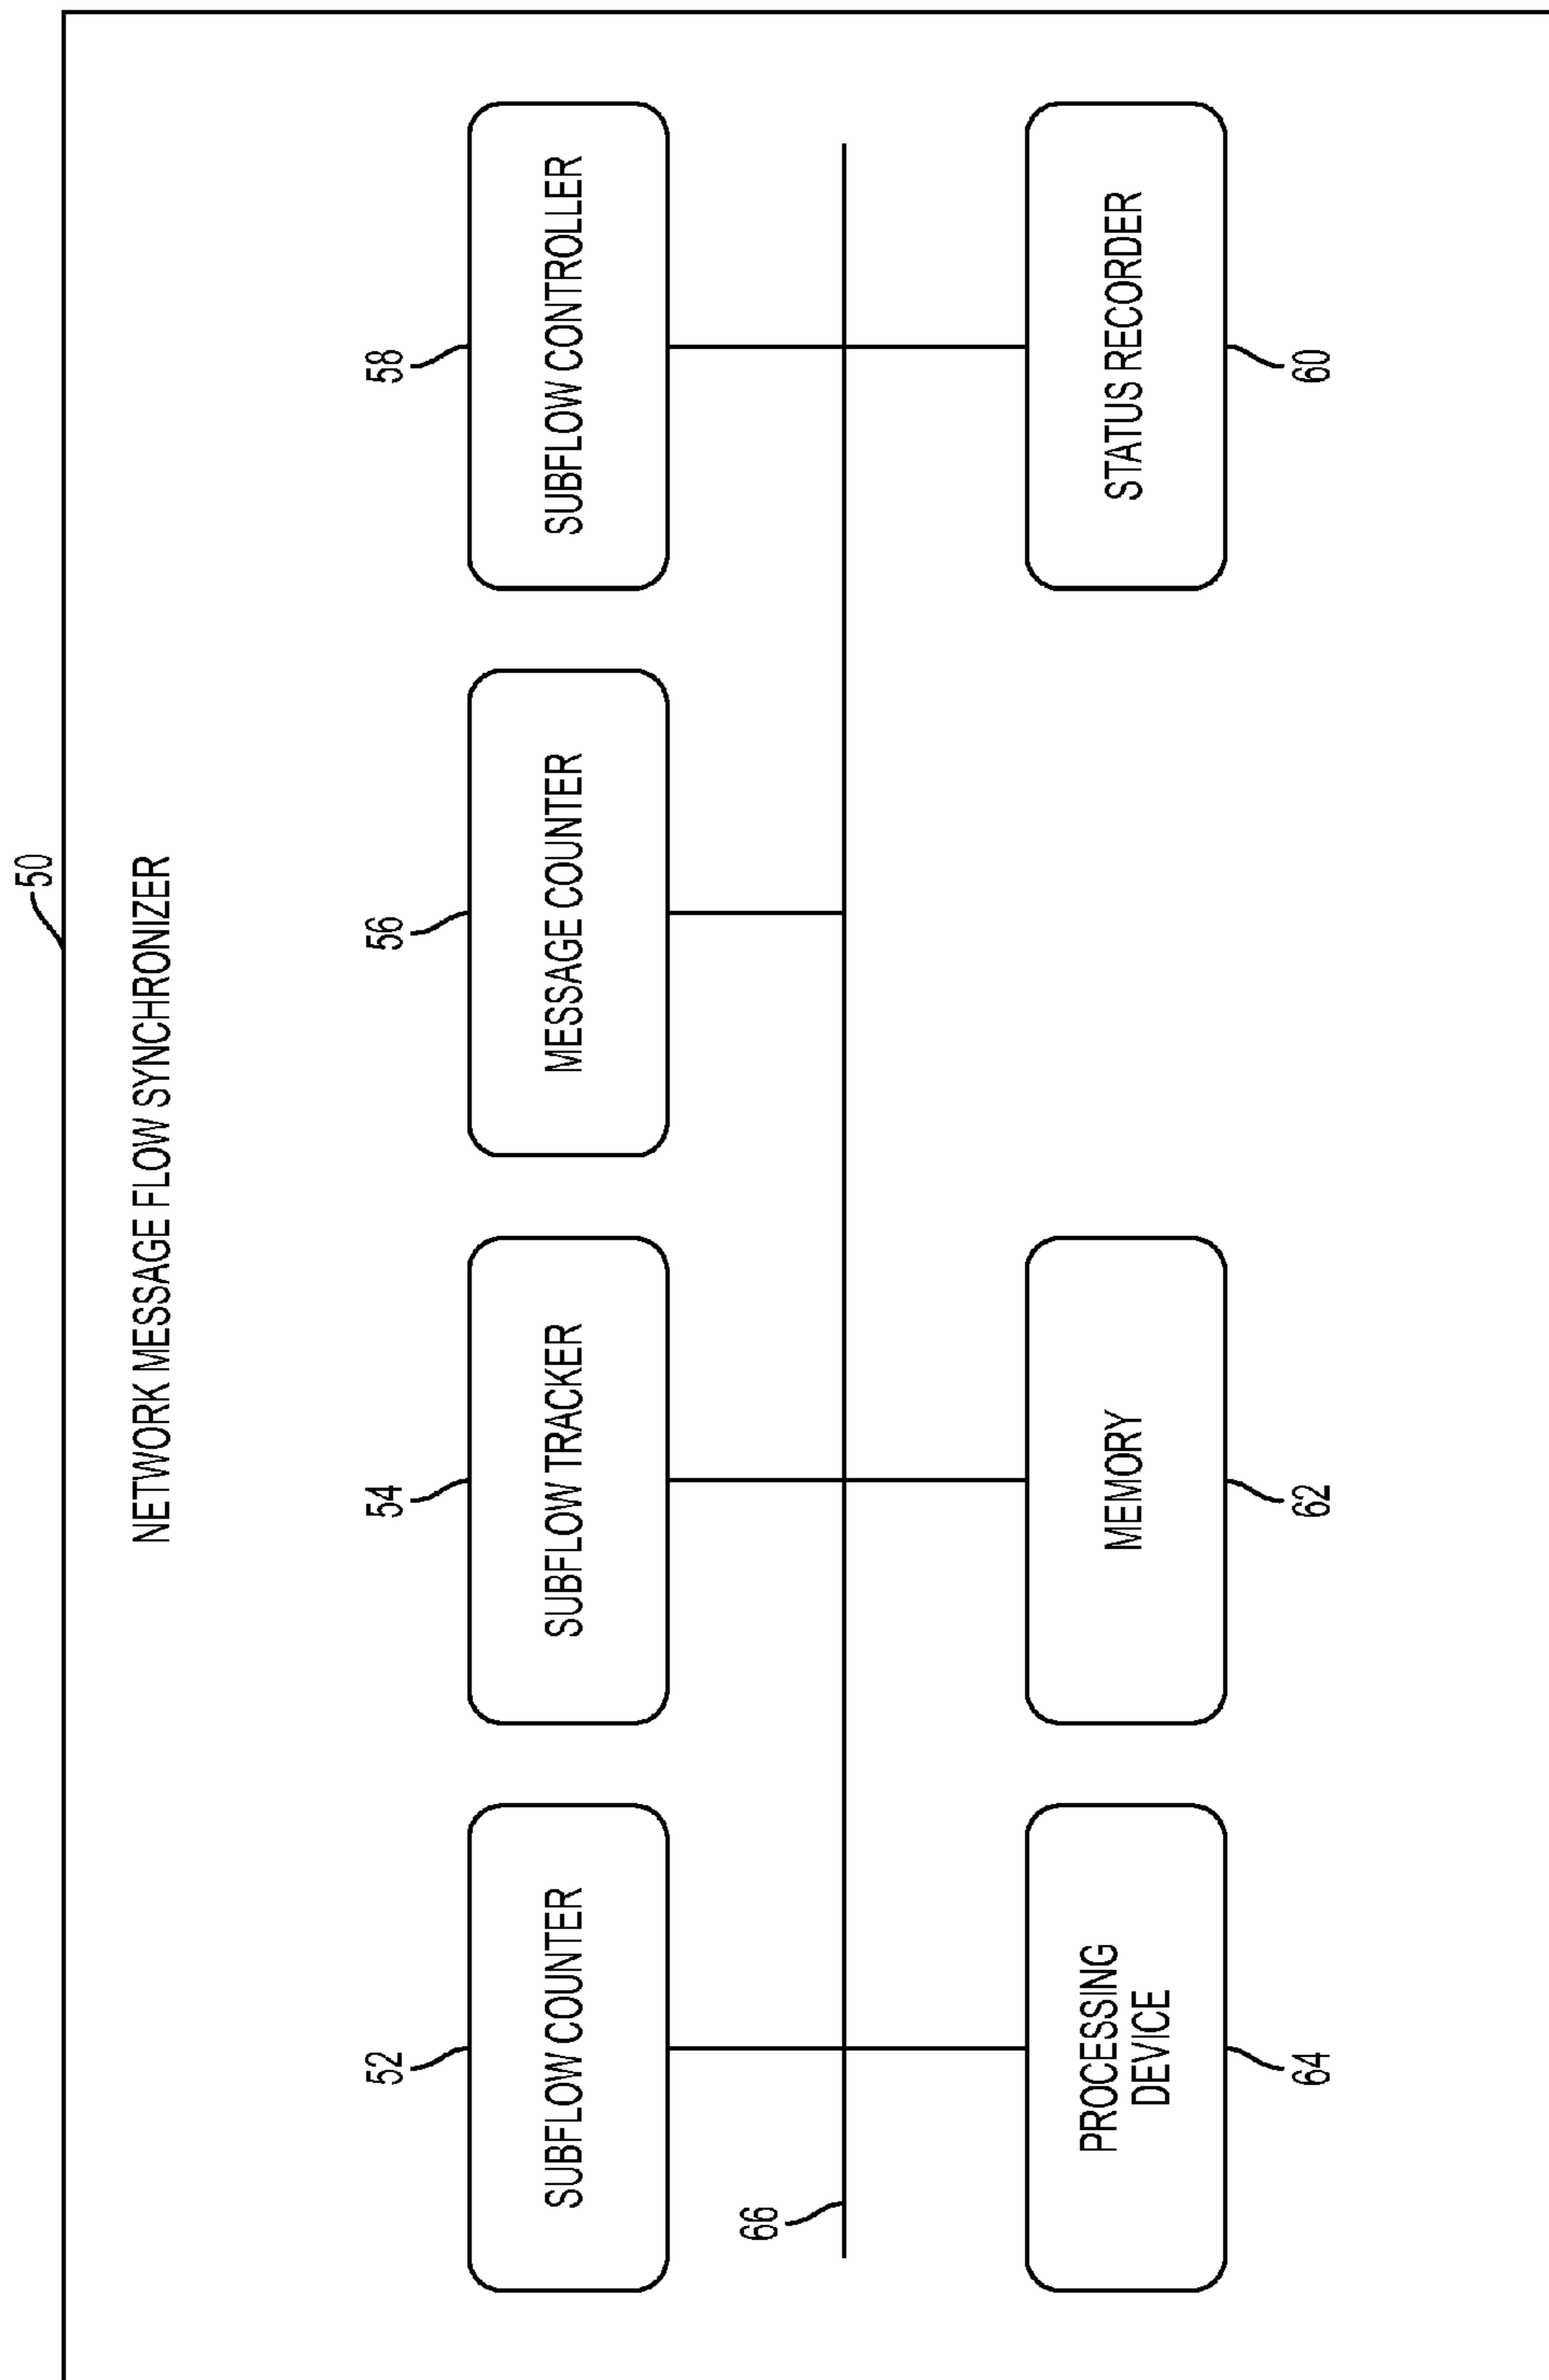 50
NETWORK MESSAGE FLOW SYNCHRONIZER
52
54
56
58
SUBFLOW COUNTER
SUBFLOW TRACKER
MESSAGE COUNTER
SUBFLOW CONTROLLER
66
PROCESSING
DEVICE
MEMORY
STATUS RECORDER
64
62
60